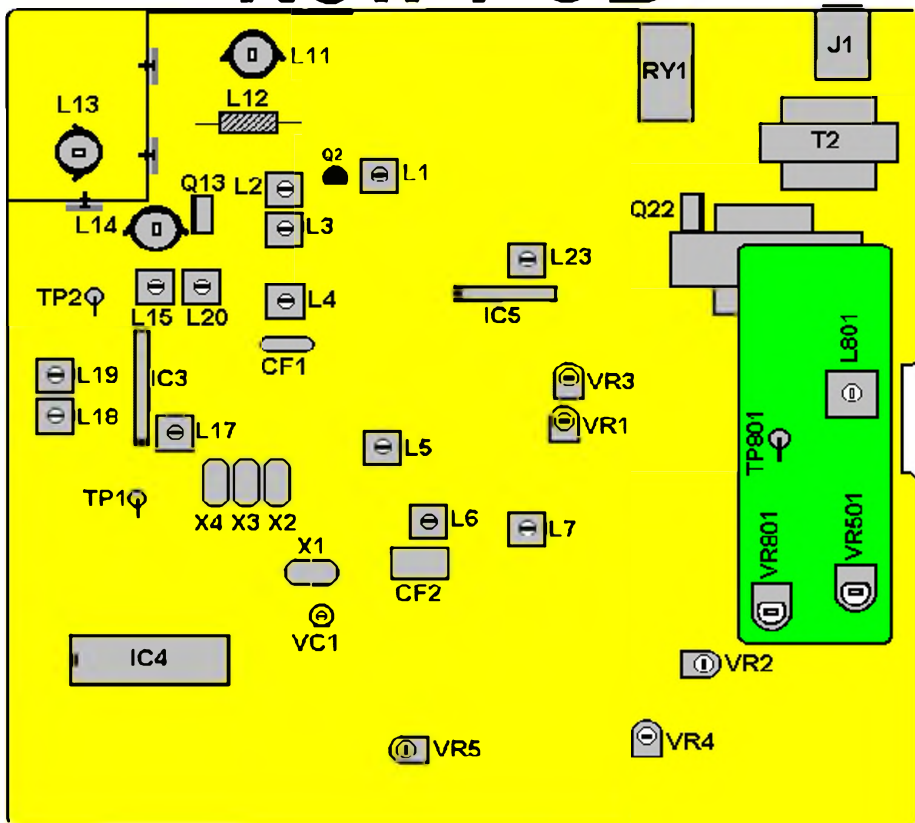 L11
J1
RY1
L13
L12
T2
Q2
L1
Q13
L2
Q22
L14
L3
L23
TP2
L4
L15
L20
IC5
CF1
L801
L19
IC3
VR3
L18
L17
VR1
L5
TP801
TP1
X4
X3
X2
L6
L7
X1
VR801
VR501
CF2
VC1
IC4
VR2
VR5
VR4